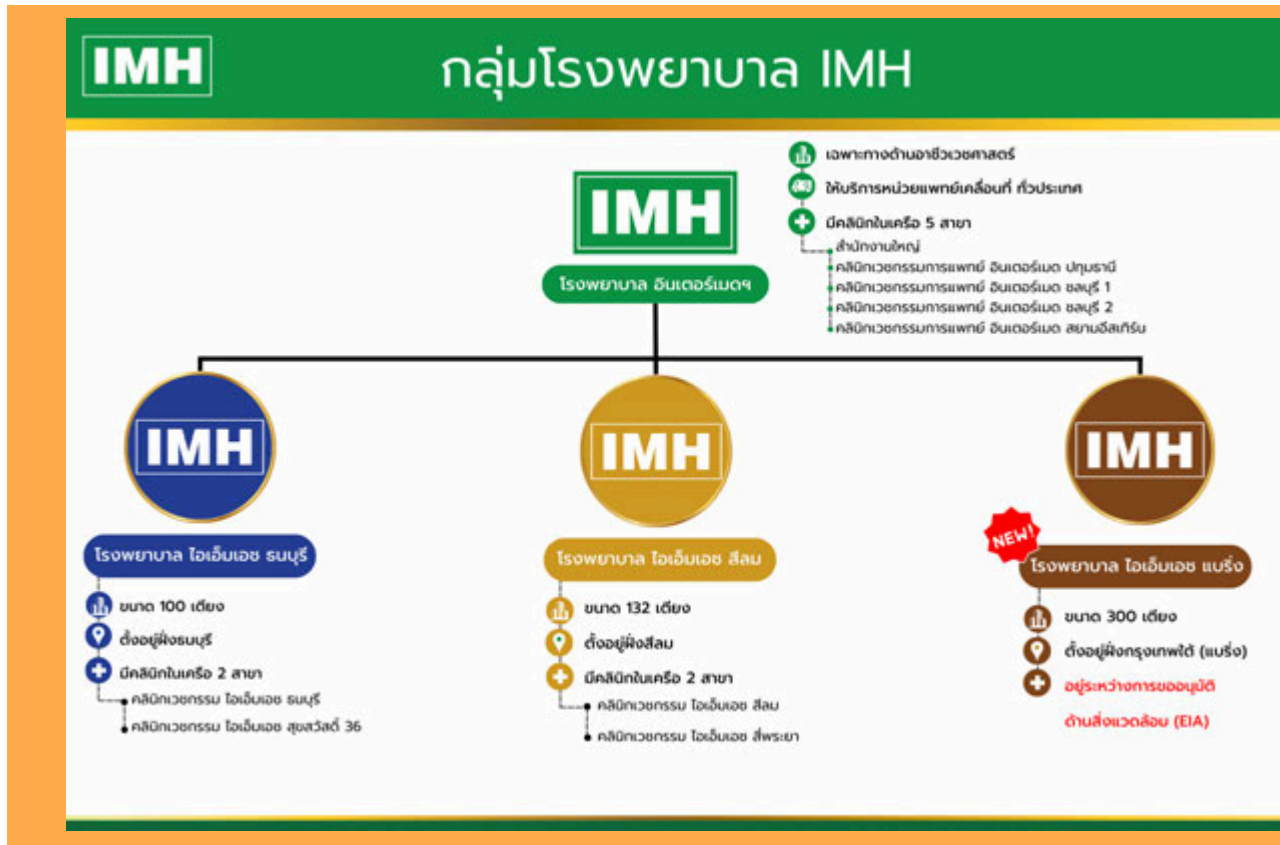 IMH
กลุ่มโรงพยาบาล IMH
IMH
โรงพยาบาล อินเตอร์เมดฯ
เฉพาะทางด้านอาชีวเวชศาสตร์
ให้บริการหน่วยแพทย์เคลื่อนที่ ทั่วประเทศ
มีคลินิกในเครือ 5 สาขา
สำนักงานใหญ่
คลินิกเวชกรรมการแพทย์ อินเตอร์เมด ปทุมธานี
คลินิกเวชกรรมการแพทย์ อินเตอร์เมด ชลบุรี 1
คลินิกเวชกรรมการแพทย์ อินเตอร์เมด ชลบุรี 2
คลินิกเวชกรรมการแพทย์ อินเตอร์เมด สยามอีสเทิร์น
IMH
โรงพยาบาล ไอเอ็มเอช ธนบุรี
ขนาด 100 เตียง
ตั้งอยู่ฝั่งธนบุรี
มีคลินิกในเครือ 2 สาขา
คลินิกเวชกรรม ไอเอ็มเอช ธนบุรี
คลินิกเวชกรรม ไอเอ็มเอช สุขสวัสดิ์ 36
IMH
โรงพยาบาล ไอเอ็มเอช สีลม
ขนาด 132 เตียง
ตั้งอยู่ฝั่งสีลม
มีคลินิกในเครือ 2 สาขา
คลินิกเวชกรรม ไอเอ็มเอช สีลม
คลินิกเวชกรรม ไอเอ็มเอช สี่พระยา
IMH
NEW!
โรงพยาบาล ไอเอ็มเอช แบริ่ง
ขนาด 300 เตียง
ตั้งอยู่ฝั่งกรุงเทพใต้ (แบริ่ง)
อยู่ระหว่างการขออนุมัติ
ด้านสิ่งแวดล้อม (EIA)